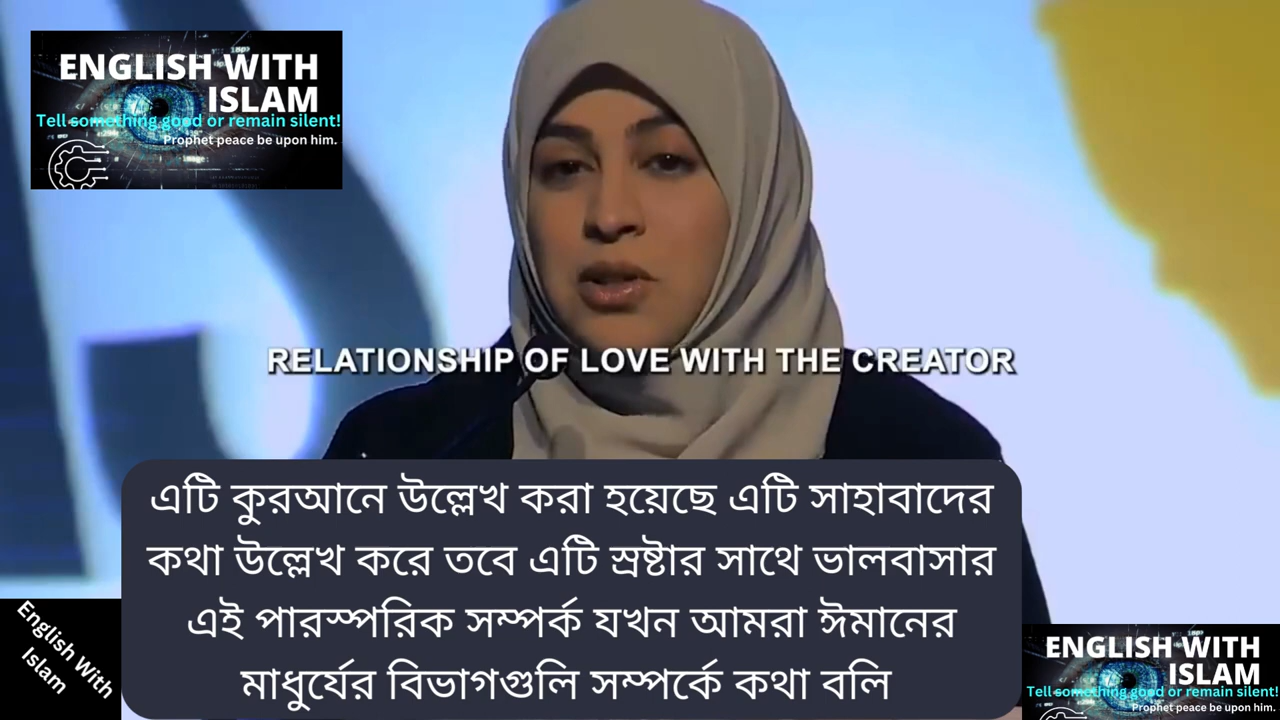 ENGLISH WITH
ISLAM
Tell something good or remain silent!
Prophet peace be upon him.
RELATIONSHIP OF LOVE WITH THE CREATOR
এটি কুরআনে উল্লেখ করা হয়েছে এটি সাহাবাদের
কথা উল্লেখ করে তবে এটি স্রষ্টার সাথে ভালবাসার
এই পারস্পরিক সম্পর্ক যখন আমরা ঈমানের
মাধুর্যের বিভাগগুলি সম্পর্কে কথা বলি
English With
Islam
ENGLISH WITH
ISLAM
Tell something good or remain silent!
Prophet peace be upon him.